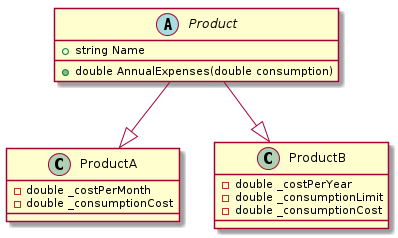 A Product
string Name
double AnnualExpenses(double consumption)
C ProductA
double _costPerMonth
double _consumptionCost
C ProductB
double _costPerYear
double _consumptionLimit
double _consumptionCost